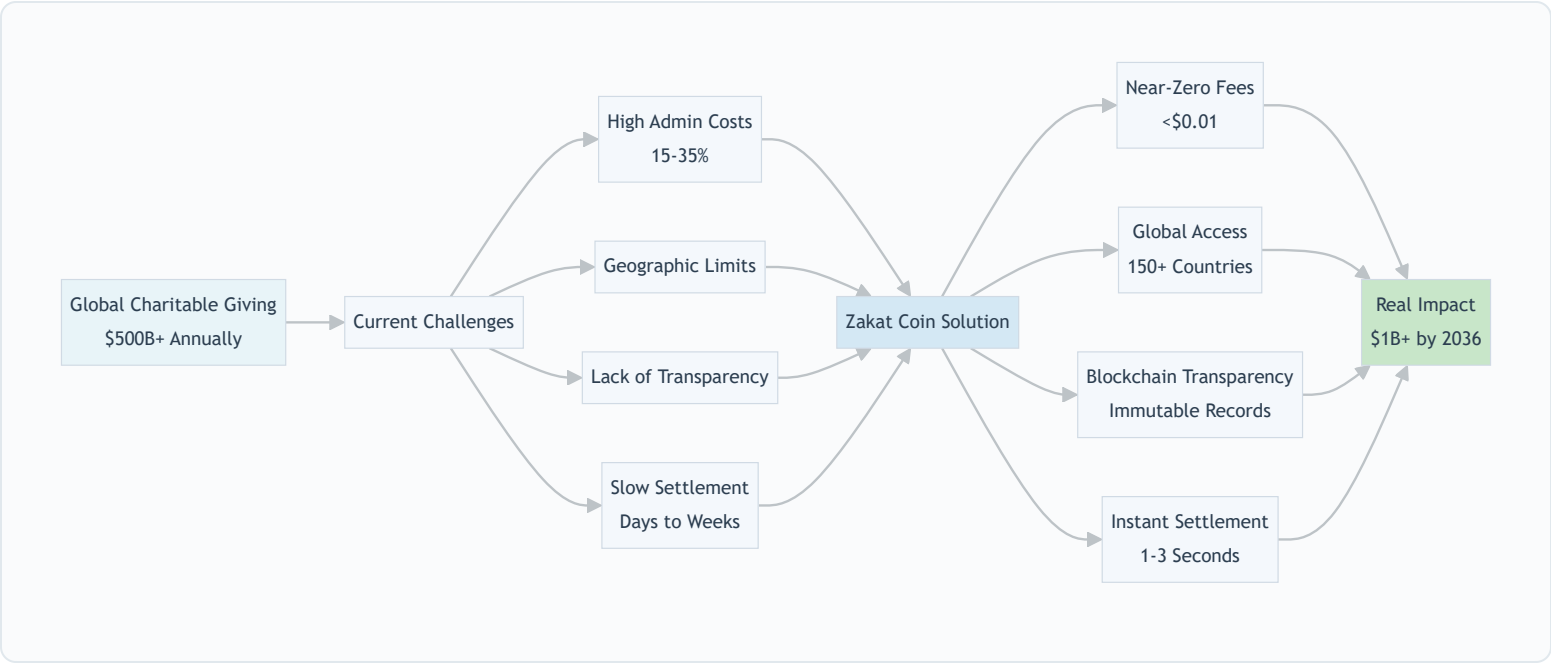 Global Charitable Giving
$500B+ Annually
Current Challenges
High Admin Costs
15-35%
Geographic Limits
Lack of Transparency
Slow Settlement
Days to Weeks
Zakat Coin Solution
Near-Zero Fees
<$0.01
Global Access
150+ Countries
Blockchain Transparency
Immutable Records
Instant Settlement
1-3 Seconds
Real Impact
$1B+ by 2036